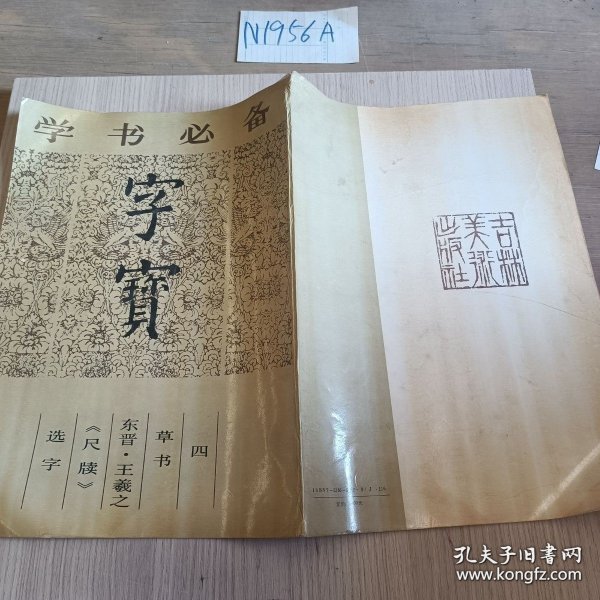 N1956A
学书必备
字寳
四
草书
东晋·王羲之
《尺牍》
选字
吉林
美术
出版社
孔夫子旧书网
www.kongfz.com